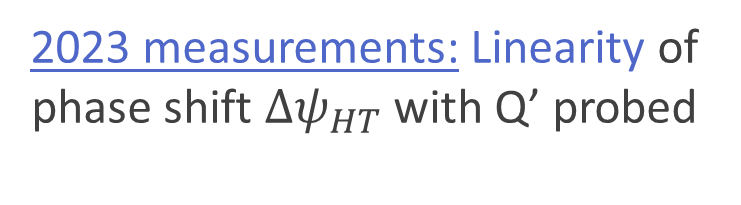 2023 measurements: Linearity of
phase shift Δψ_HT with Q’ probed